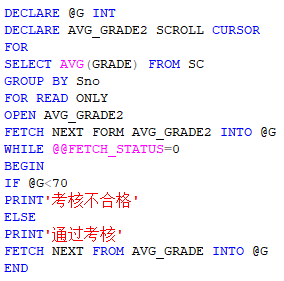 DECLARE @G INT
DECLARE AVG_GRADE2 SCROLL CURSOR
FOR
SELECT AVG(GRADE) FROM SC
GROUP BY Sno
FOR READ ONLY
OPEN AVG_GRADE2
FETCH NEXT FORM AVG_GRADE2 INTO @G
WHILE @@FETCH_STATUS=0
BEGIN
IF @G<70
PRINT'考核不合格'
ELSE
PRINT'通过考核'
FETCH NEXT FROM AVG_GRADE INTO @G
END